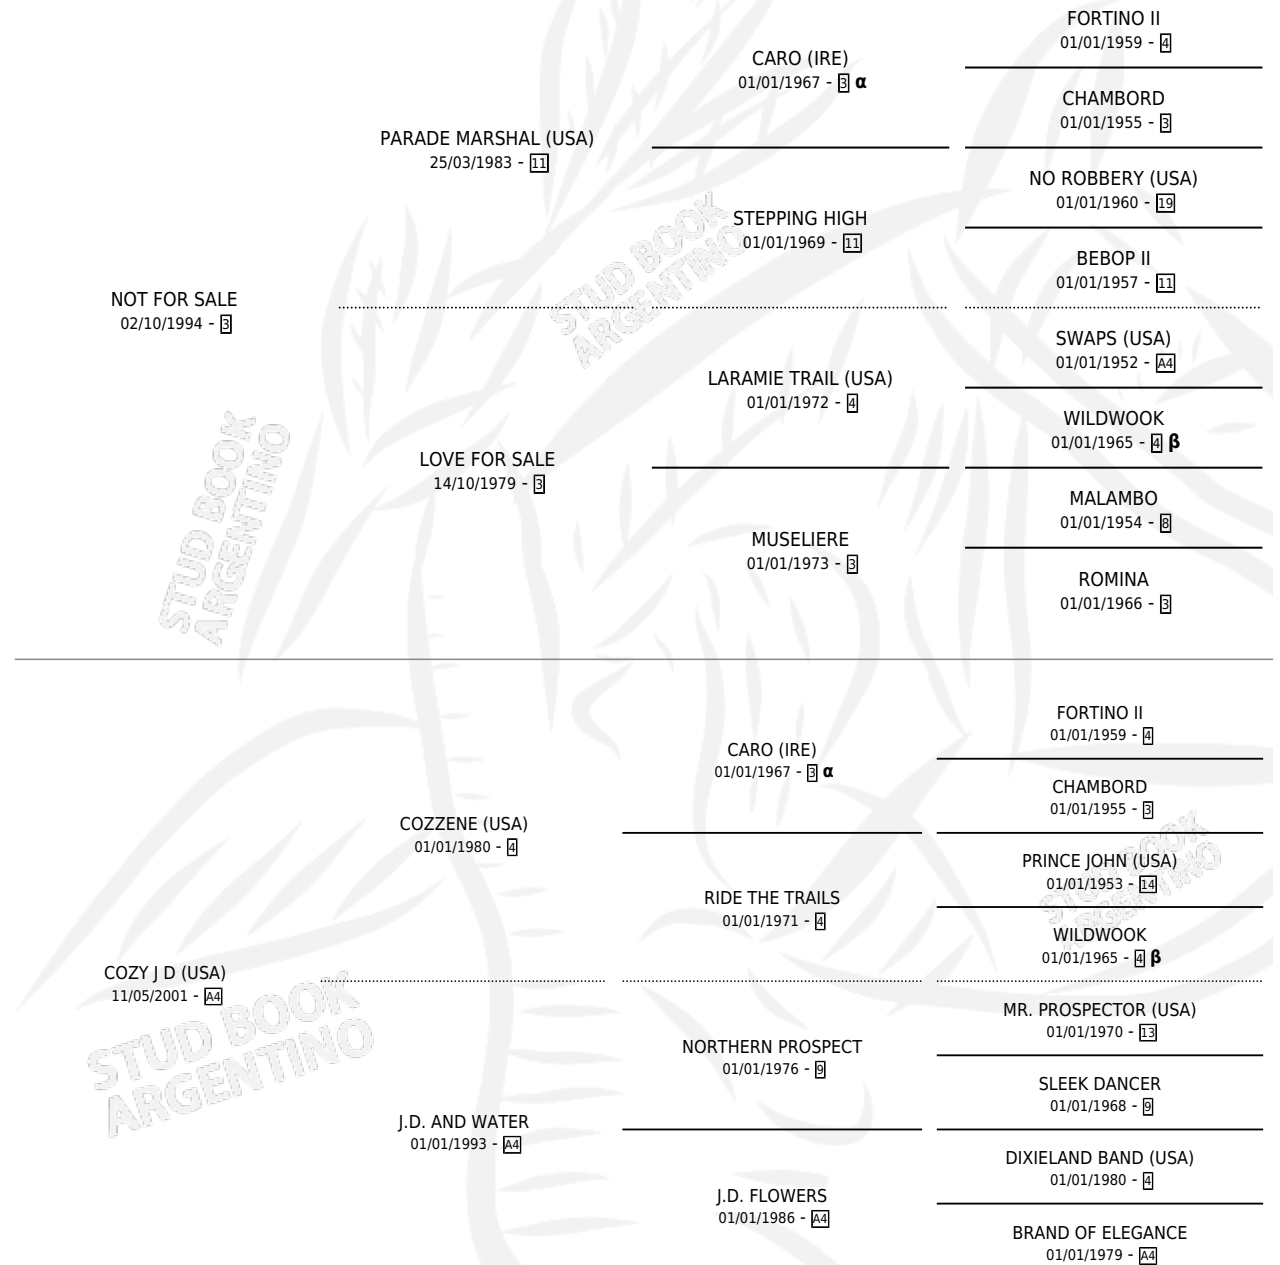 FORTINO II
01/01/1959 - 4
CARO (IRE)
01/01/1967 - 3 α
CHAMBORD
01/01/1955 - 3
PARADE MARSHAL (USA)
25/03/1983 - 11
NO ROBBERY (USA)
01/01/1960 - 19
STEPPING HIGH
01/01/1969 - 11
BEBOP II
01/01/1957 - 11
NOT FOR SALE
02/10/1994 - 3
STUD BOOK
ARGENTINO
SWAPS (USA)
01/01/1952 - A4
LARAMIE TRAIL (USA)
01/01/1972 - 4
WILDWOOK
01/01/1965 - 4 β
LOVE FOR SALE
14/10/1979 - 3
MALAMBO
01/01/1954 - 8
MUSELIERE
01/01/1973 - 3
ROMINA
01/01/1966 - 3
STUD BOOK
ARGENTINO
FORTINO II
01/01/1959 - 4
CARO (IRE)
01/01/1967 - 3 α
CHAMBORD
01/01/1955 - 3
COZZENE (USA)
01/01/1980 - 4
PRINCE JOHN (USA)
01/01/1953 - 14
STUD BOOK
ARGENTINO
RIDE THE TRAILS
01/01/1971 - 4
WILDWOOK
01/01/1965 - 4 β
COZY J D (USA)
11/05/2001 - A4
STUD BOOK
ARGENTINO
MR. PROSPECTOR (USA)
01/01/1970 - 13
NORTHERN PROSPECT
01/01/1976 - 9
SLEEK DANCER
01/01/1968 - 9
J.D. AND WATER
01/01/1993 - A4
DIXIELAND BAND (USA)
01/01/1980 - 4
J.D. FLOWERS
01/01/1986 - A4
BRAND OF ELEGANCE
01/01/1979 - A4